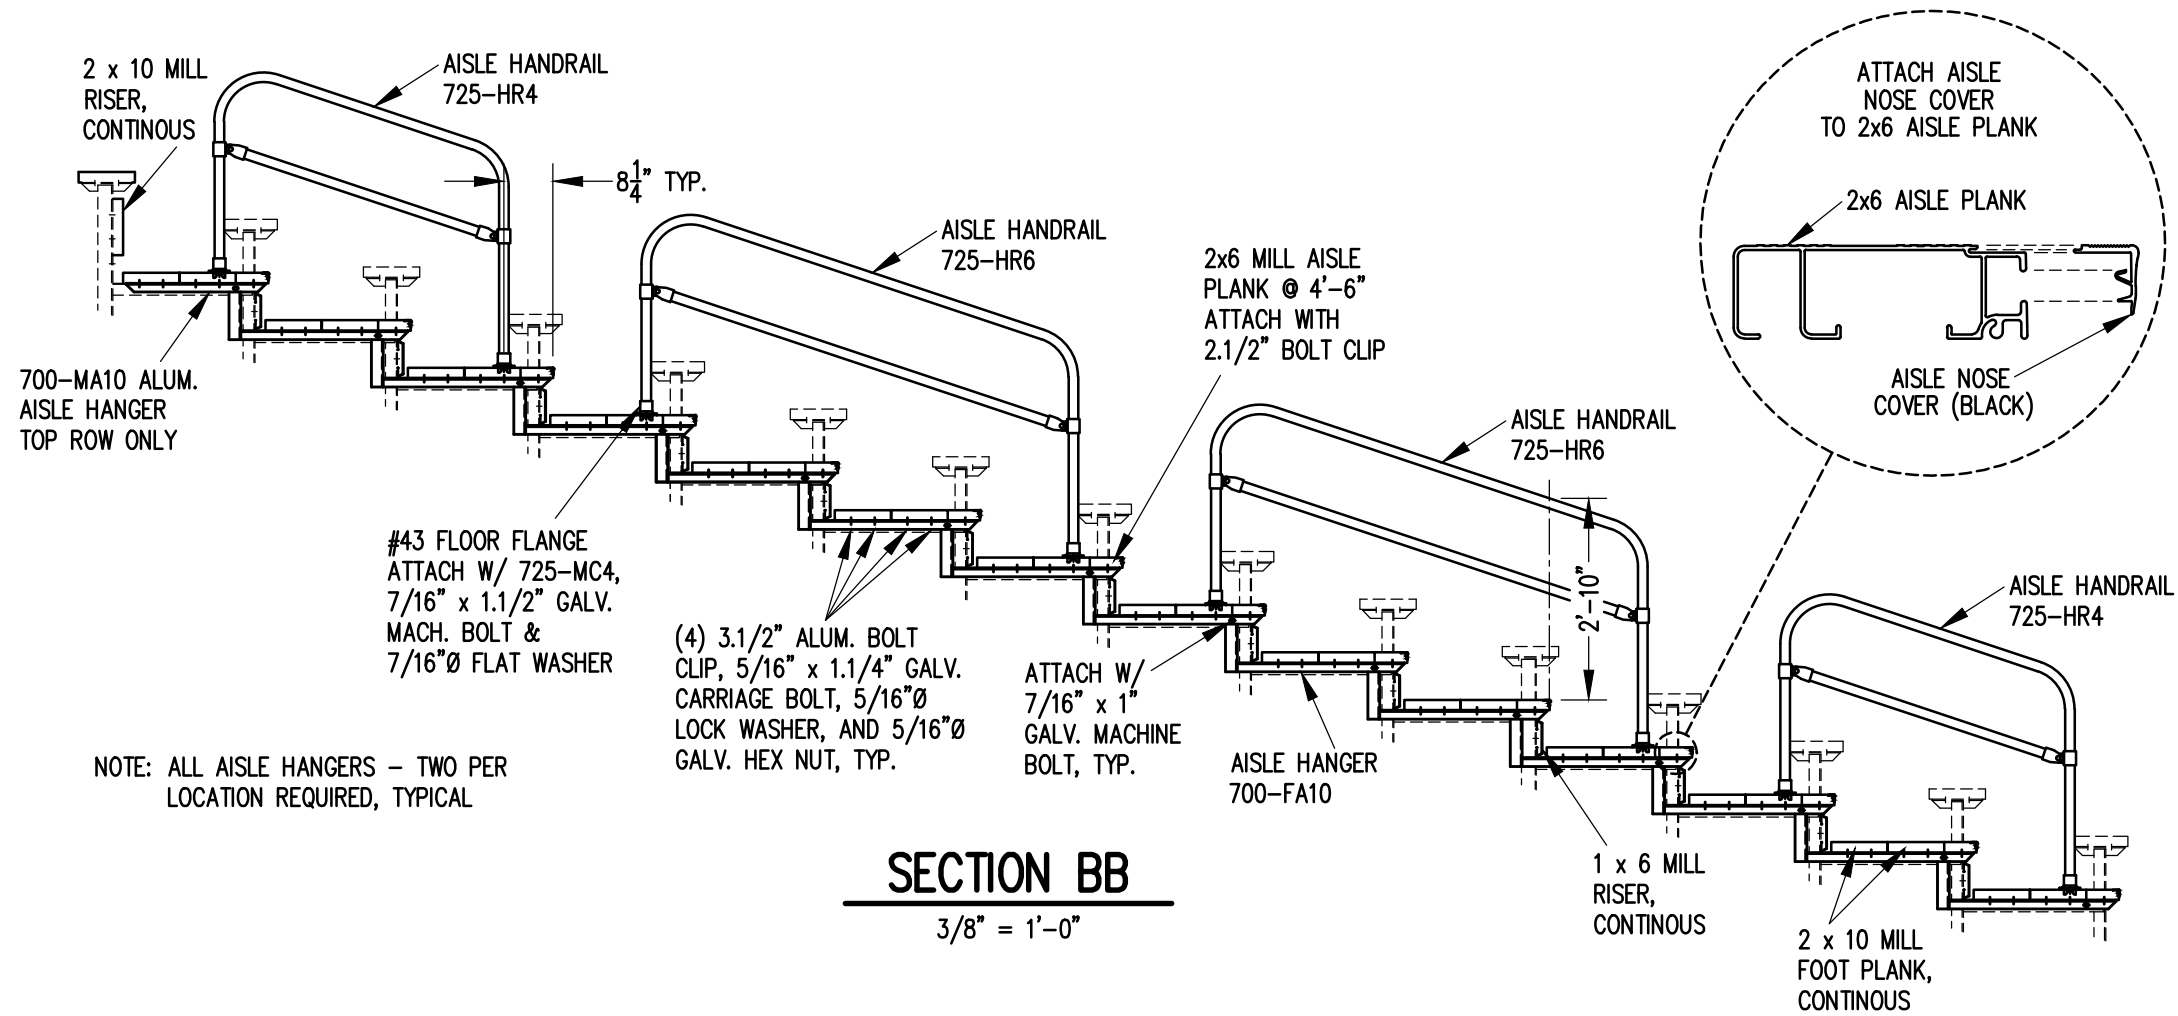 2 x 10 MILL
RISER,
CONTINOUS
AISLE HANDRAIL
725-HR4
8 1/4" TYP.
700-MA10 ALUM.
AISLE HANGER
TOP ROW ONLY
AISLE HANDRAIL
725-HR6
#43 FLOOR FLANGE
ATTACH W/ 725-MC4,
7/16" x 1.1/2" GALV.
MACH. BOLT &
7/16"Ø FLAT WASHER
(4) 3.1/2" ALUM. BOLT
CLIP, 5/16" x 1.1/4" GALV.
CARRIAGE BOLT, 5/16"Ø
LOCK WASHER, AND 5/16"Ø
GALV. HEX NUT, TYP.
2x6 MILL AISLE
PLANK @ 4'-6"
ATTACH WITH
2.1/2" BOLT CLIP
ATTACH W/
7/16" x 1"
GALV. MACHINE
BOLT, TYP.
AISLE HANDRAIL
725-HR6
2'-10"
AISLE HANGER
700-FA10
1 x 6 MILL
RISER,
CONTINOUS
ATTACH AISLE
NOSE COVER
TO 2x6 AISLE PLANK
2x6 AISLE PLANK
AISLE NOSE
COVER (BLACK)
AISLE HANDRAIL
725-HR4
2 x 10 MILL
FOOT PLANK,
CONTINOUS
NOTE: ALL AISLE HANGERS - TWO PER
LOCATION REQUIRED, TYPICAL
SECTION BB
3/8" = 1'-0"